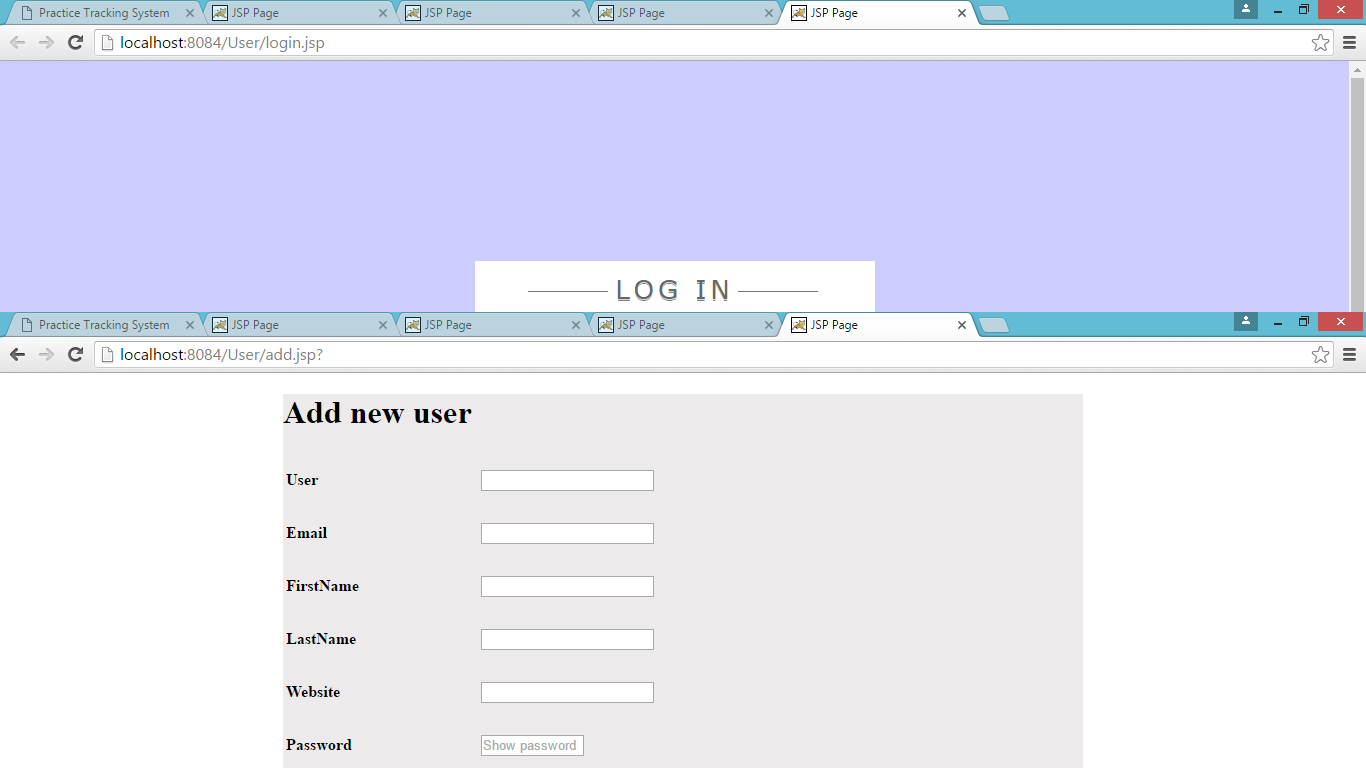 Practice Tracking System JSP Page JSP Page JSP Page JSP Page
localhost:8084/User/login.jsp
LOG IN
Practice Tracking System JSP Page JSP Page JSP Page JSP Page
localhost:8084/User/add.jsp?
Add new user
User
Email
FirstName
LastName
Website
Password Show password